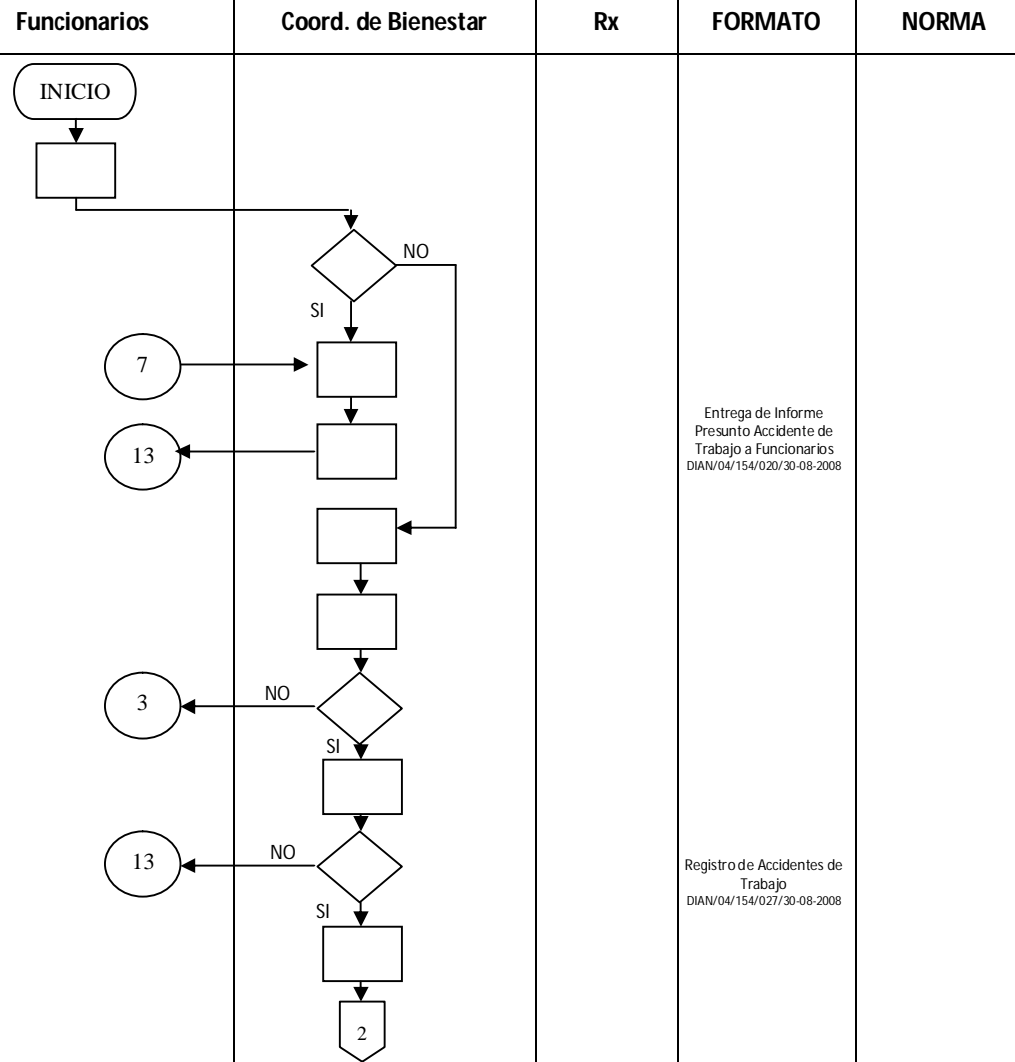 Funcionarios
Coord. de Bienestar
Rx
FORMATO
NORMA
INICIO
NO
SI
7
13
Entrega de Informe
Presunto Accidente de
Trabajo a Funcionarios
DIAN/04/154/020/30-08-2008
3
NO
SI
13
NO
Registro de Accidentes de
Trabajo
DIAN/04/154/027/30-08-2008
SI
2